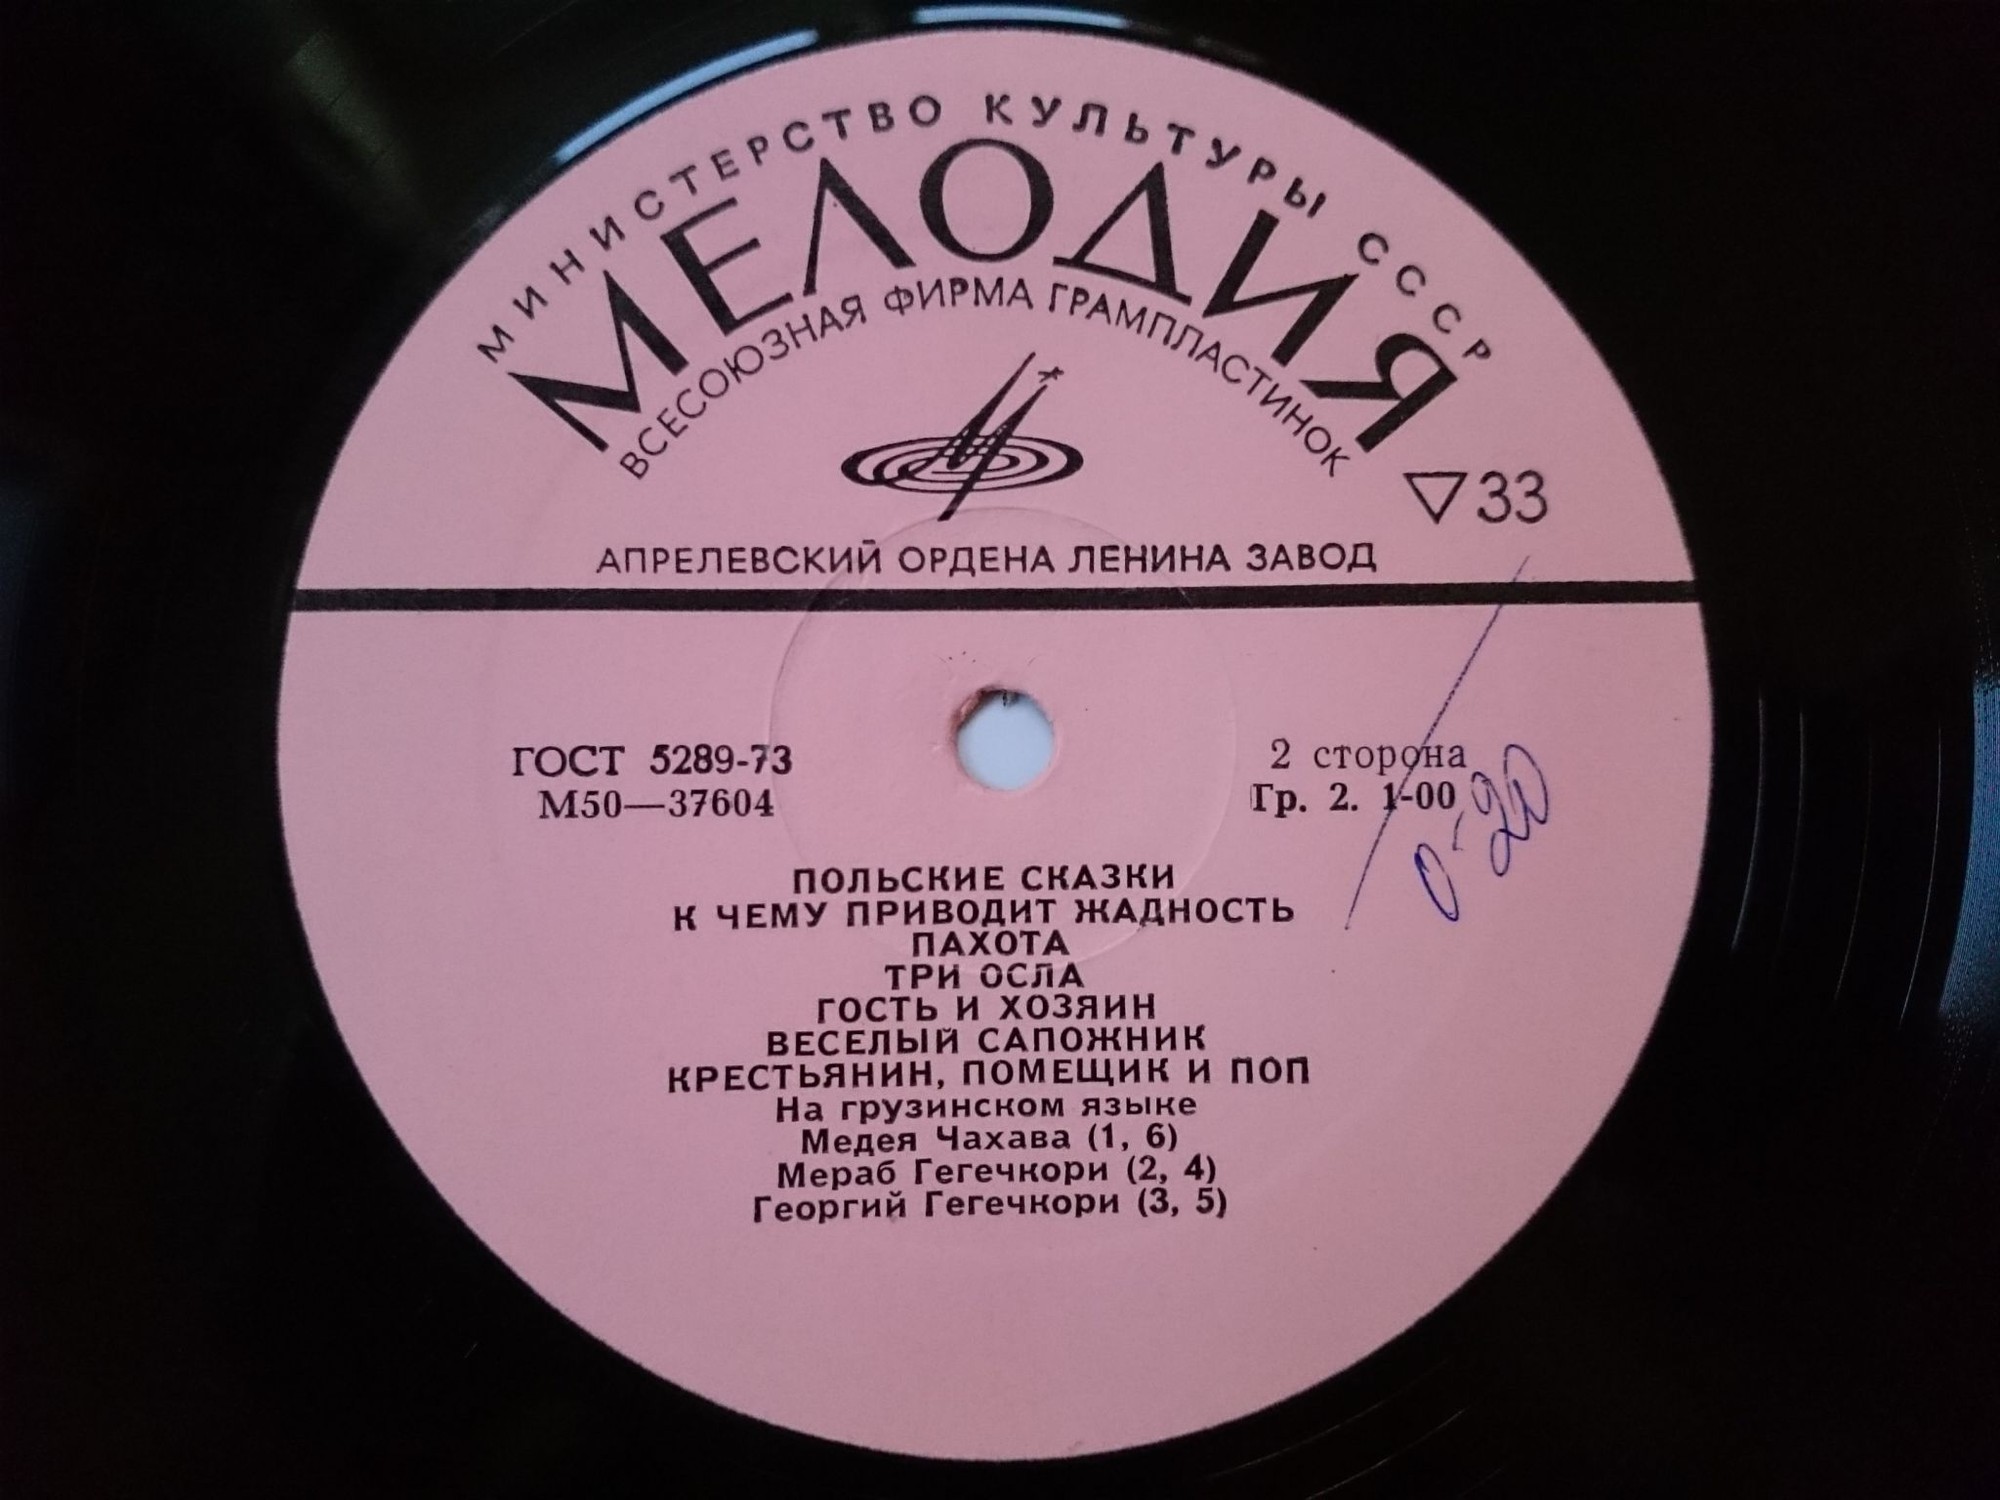 МИНИСТЕРСТВО КУЛЬТУРЫ СССР
МЕЛОДИЯ
ВСЕСОЮЗНАЯ ФИРМА ГРАМПЛАСТИНОК
33
АПРЕЛЕВСКИЙ ОРДЕНА ЛЕНИНА ЗАВОД
ГОСТ 5289-73
М50—37604
2 сторона
Гр. 2. 1-00
0-20
ПОЛЬСКИЕ СКАЗКИ
К ЧЕМУ ПРИВОДИТ ЖАДНОСТЬ
ПАХОТА
ТРИ ОСЛА
ГОСТЬ И ХОЗЯИН
ВЕСЕЛЫЙ САПОЖНИК
КРЕСТЬЯНИН, ПОМЕЩИК И ПОП
На грузинском языке
Медея Чахава (1, 6)
Мераб Гегечкори (2, 4)
Георгий Гегечкори (3, 5)